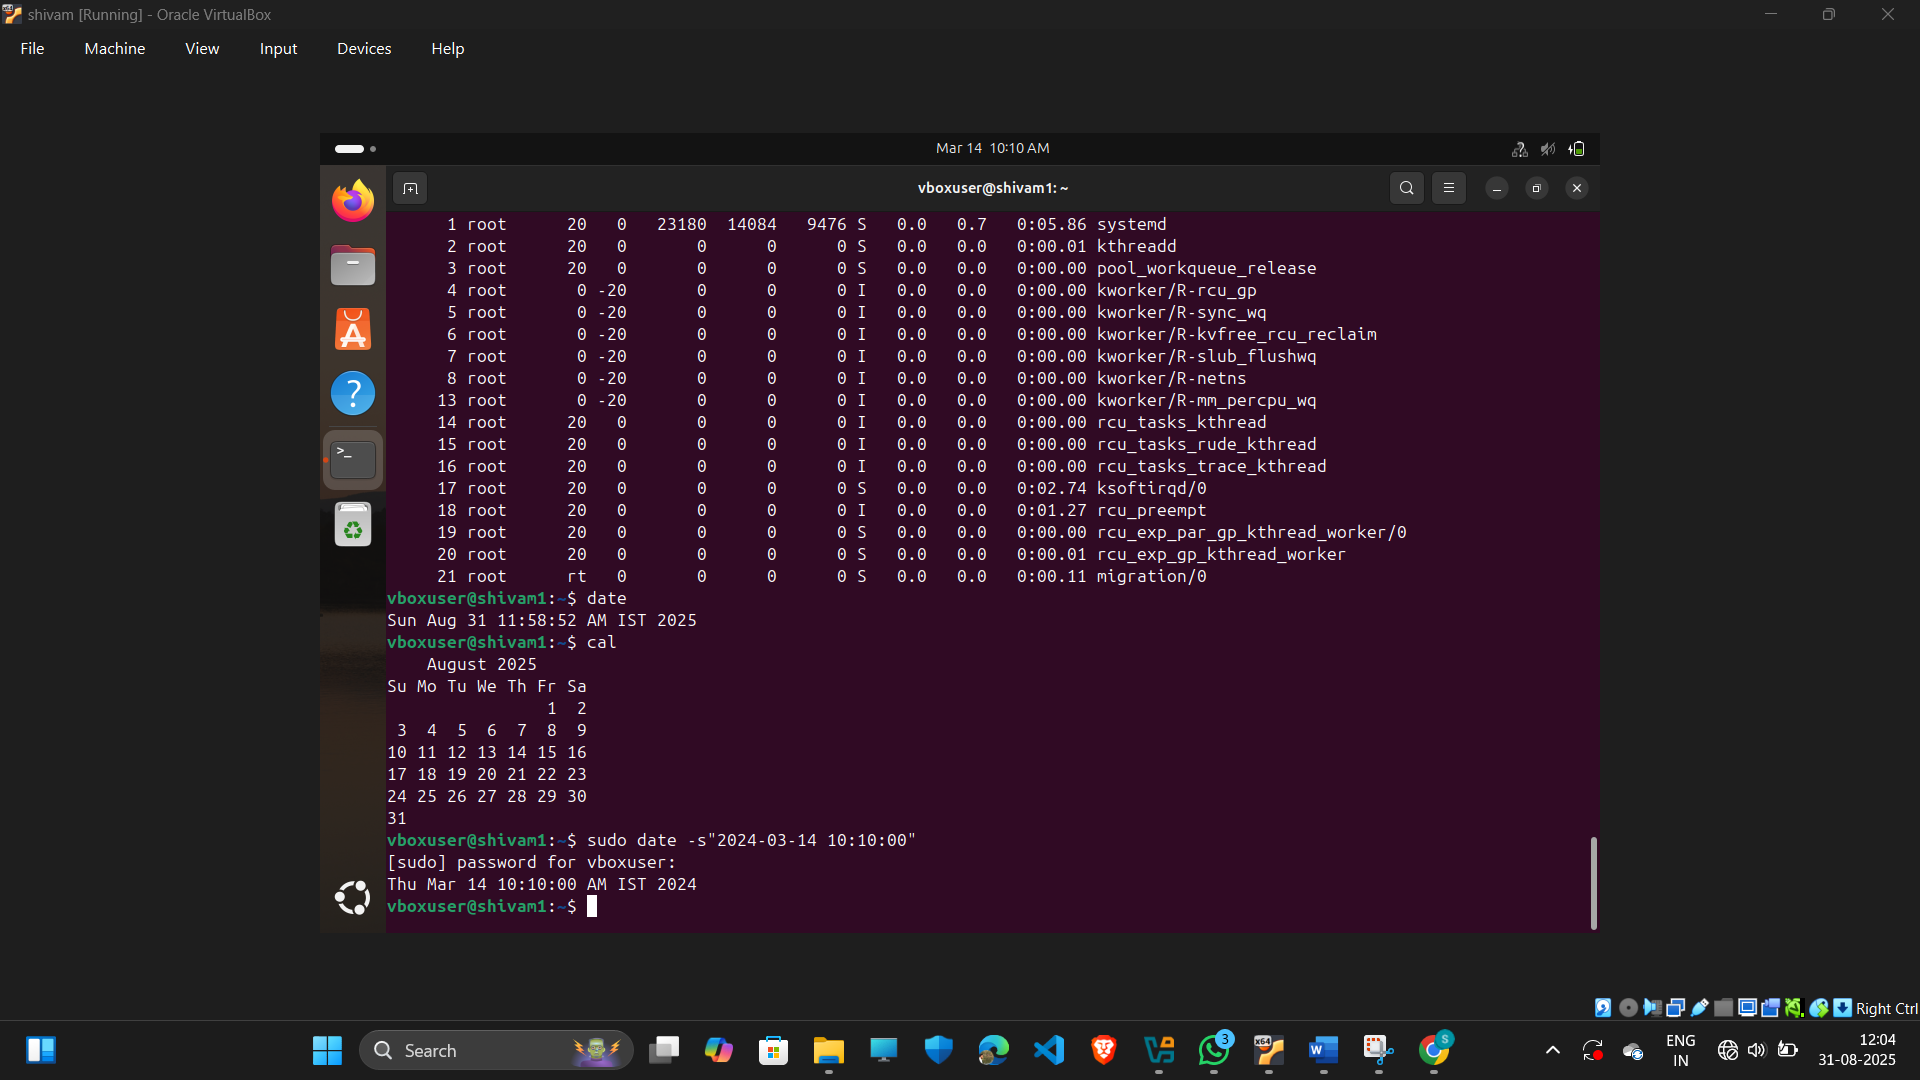 shivam [Running] - Oracle VirtualBox
File Machine View Input Devices Help
Mar 14 10:10 AM
vboxuser@shivam1: ~
1 root 20 0 23180 14084 9476 S 0.0 0.7 0:05.86 systemd
2 root 20 0 0 0 0 S 0.0 0.0 0:00.01 kthreadd
3 root 20 0 0 0 0 S 0.0 0.0 0:00.00 pool_workqueue_release
4 root 0 -20 0 0 0 I 0.0 0.0 0:00.00 kworker/R-rcu_gp
5 root 0 -20 0 0 0 I 0.0 0.0 0:00.00 kworker/R-sync_wq
6 root 0 -20 0 0 0 I 0.0 0.0 0:00.00 kworker/R-kvfree_rcu_reclaim
7 root 0 -20 0 0 0 I 0.0 0.0 0:00.00 kworker/R-slub_flushwq
8 root 0 -20 0 0 0 I 0.0 0.0 0:00.00 kworker/R-netns
13 root 0 -20 0 0 0 I 0.0 0.0 0:00.00 kworker/R-mm_percpu_wq
14 root 20 0 0 0 0 I 0.0 0.0 0:00.00 rcu_tasks_kthread
15 root 20 0 0 0 0 I 0.0 0.0 0:00.00 rcu_tasks_rude_kthread
16 root 20 0 0 0 0 I 0.0 0.0 0:00.00 rcu_tasks_trace_kthread
17 root 20 0 0 0 0 S 0.0 0.0 0:02.74 ksoftirqd/0
18 root 20 0 0 0 0 I 0.0 0.0 0:01.27 rcu_preempt
19 root 20 0 0 0 0 S 0.0 0.0 0:00.00 rcu_exp_par_gp_kthread_worker/0
20 root 20 0 0 0 0 S 0.0 0.0 0:00.01 rcu_exp_gp_kthread_worker
21 root rt 0 0 0 0 S 0.0 0.0 0:00.11 migration/0
vboxuser@shivam1:~$ date
Sun Aug 31 11:58:52 AM IST 2025
vboxuser@shivam1:~$ cal
August 2025
Su Mo Tu We Th Fr Sa
1 2
3 4 5 6 7 8 9
10 11 12 13 14 15 16
17 18 19 20 21 22 23
24 25 26 27 28 29 30
31
vboxuser@shivam1:~$ sudo date -s"2024-03-14 10:10:00"
[sudo] password for vboxuser:
Thu Mar 14 10:10:00 AM IST 2024
vboxuser@shivam1:~$
Right Ctrl
Search
3
S
ENG
IN
12:04
31-08-2025